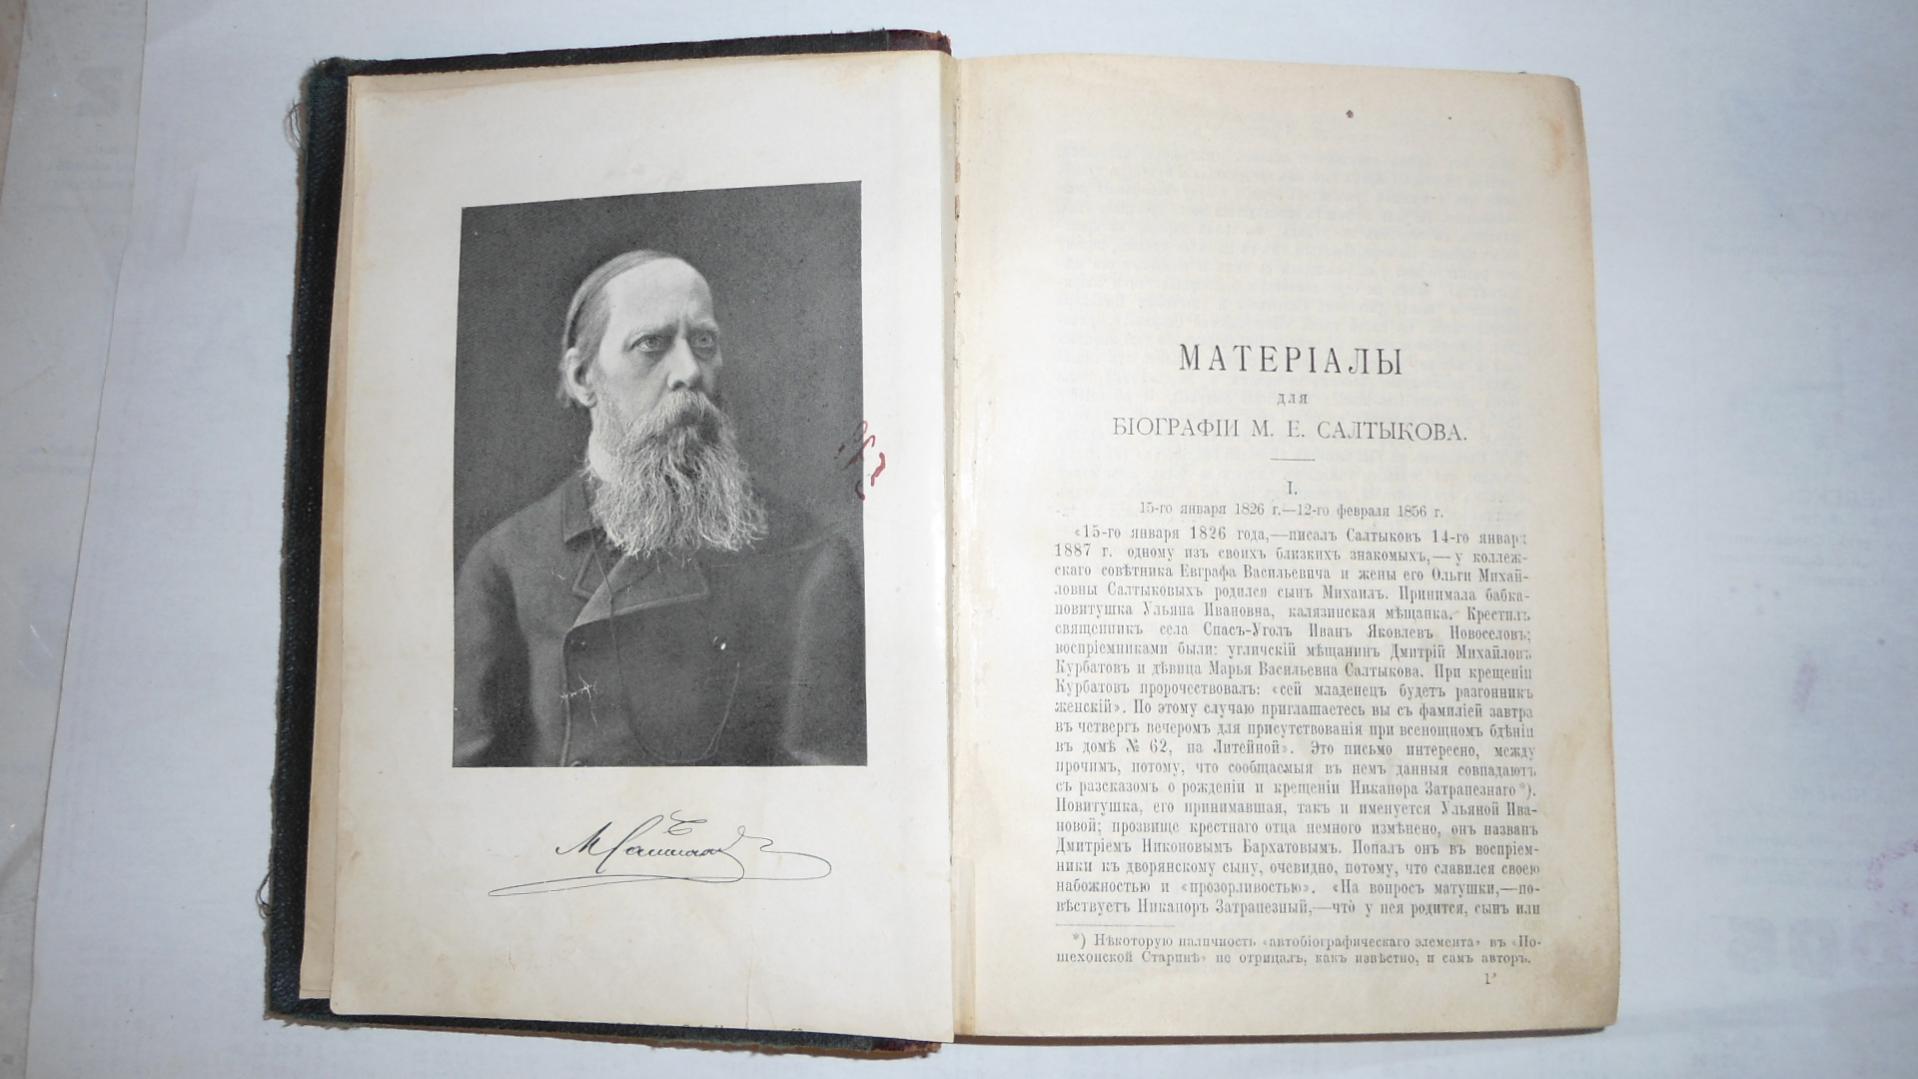 М Салтыков
МАТЕРІАЛЫ
для
БІОГРАФІИ М. Е. САЛТЫКОВА.
I.
15-го января 1826 г.—12-го февраля 1856 г.
«15-го января 1826 года,—писалъ Салтыковъ 14-го январ
1887 г. одному изъ своихъ близкихъ знакомыхъ,—у коллеж-
скаго совѣтника Евграфа Васильевича и жены его Ольги Михай-
ловны Салтыковыхъ родился сынъ Михаилъ. Принимала бабка-
повитушка Ульяна Ивановна, калязинская мѣщанка. Крестилъ
священникъ села Спасъ-Уголъ Иванъ Яковлевъ Новоселовъ;
воспріемниками были: угличскій мѣщанинъ Дмитрій Михайловъ
Курбатовъ и дѣвица Марья Васильевна Салтыкова. При крещеніи
Курбатовъ пророчествовалъ: «сей младенецъ будетъ разгонникъ
женскій». По этому случаю приглашаетесь вы съ фамиліей завтра
въ четвергъ вечеромъ для присутствованія при всенощномъ бдѣніи
въ домѣ № 62, на Литейной». Это письмо интересно, между
прочимъ, потому, что сообщаемыя въ немъ данныя совпадаютъ
съ разсказомъ о рожденіи и крещеніи Никанора Затрапезнаго *).
Повитушка, его принимавшая, такъ и именуется Ульяной Ива-
новой; прозвище крестнаго отца немного измѣнено, онъ названъ
Дмитріемъ Никоновымъ Бархатовымъ. Попалъ онъ въ воспріем-
ники къ дворянскому сыну, очевидно, потому, что славился своею
набожностью и «прозорливостью». «На вопросъ матушки,—по-
вѣствуетъ Никаноръ Затрапезный,—что̀ у нея родится, сынъ или
*) Нѣкоторую наличность «автобіографическаго элемента» въ «По-
шехонской Старинѣ» не отрицалъ, какъ извѣстно, и самъ авторъ.
1*